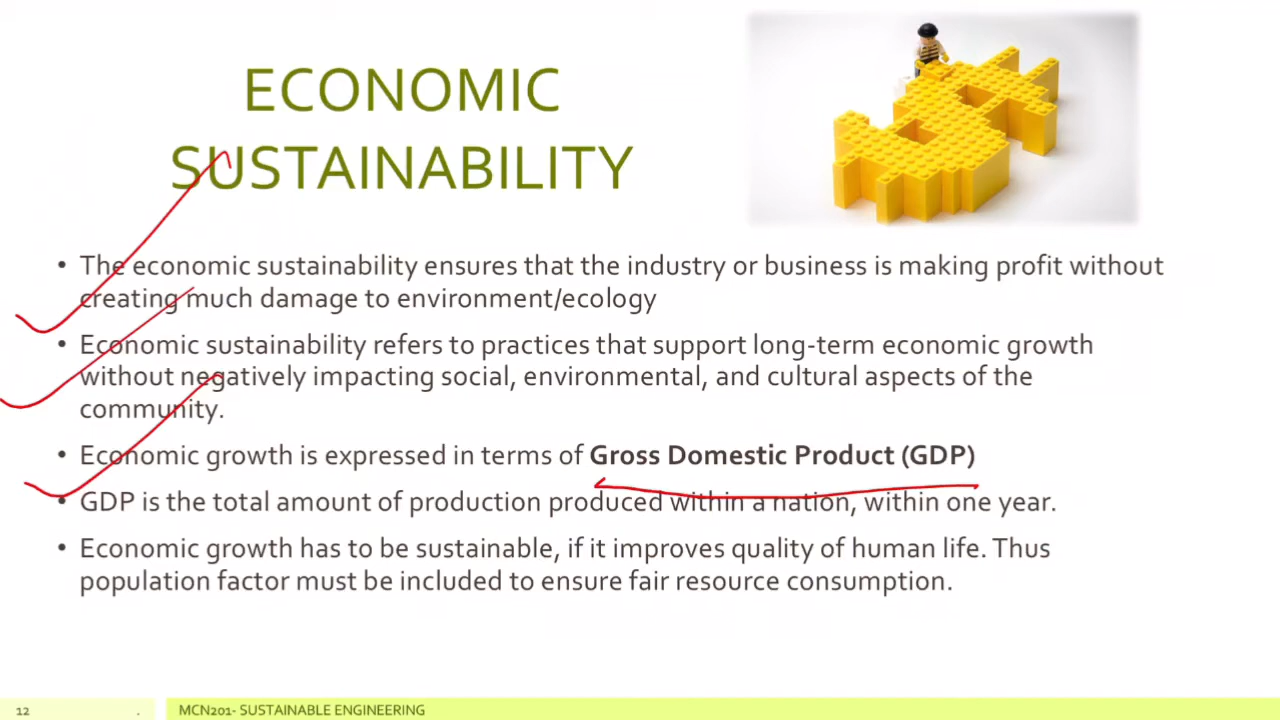 ECONOMIC
SUSTAINABILITY
• The economic sustainability ensures that the industry or business is making profit without
creating much damage to environment/ecology
• Economic sustainability refers to practices that support long-term economic growth
without negatively impacting social, environmental, and cultural aspects of the
community.
• Economic growth is expressed in terms of Gross Domestic Product (GDP)
• GDP is the total amount of production produced within a nation, within one year.
• Economic growth has to be sustainable, if it improves quality of human life. Thus
population factor must be included to ensure fair resource consumption.
12 . MCN201- SUSTAINABLE ENGINEERING